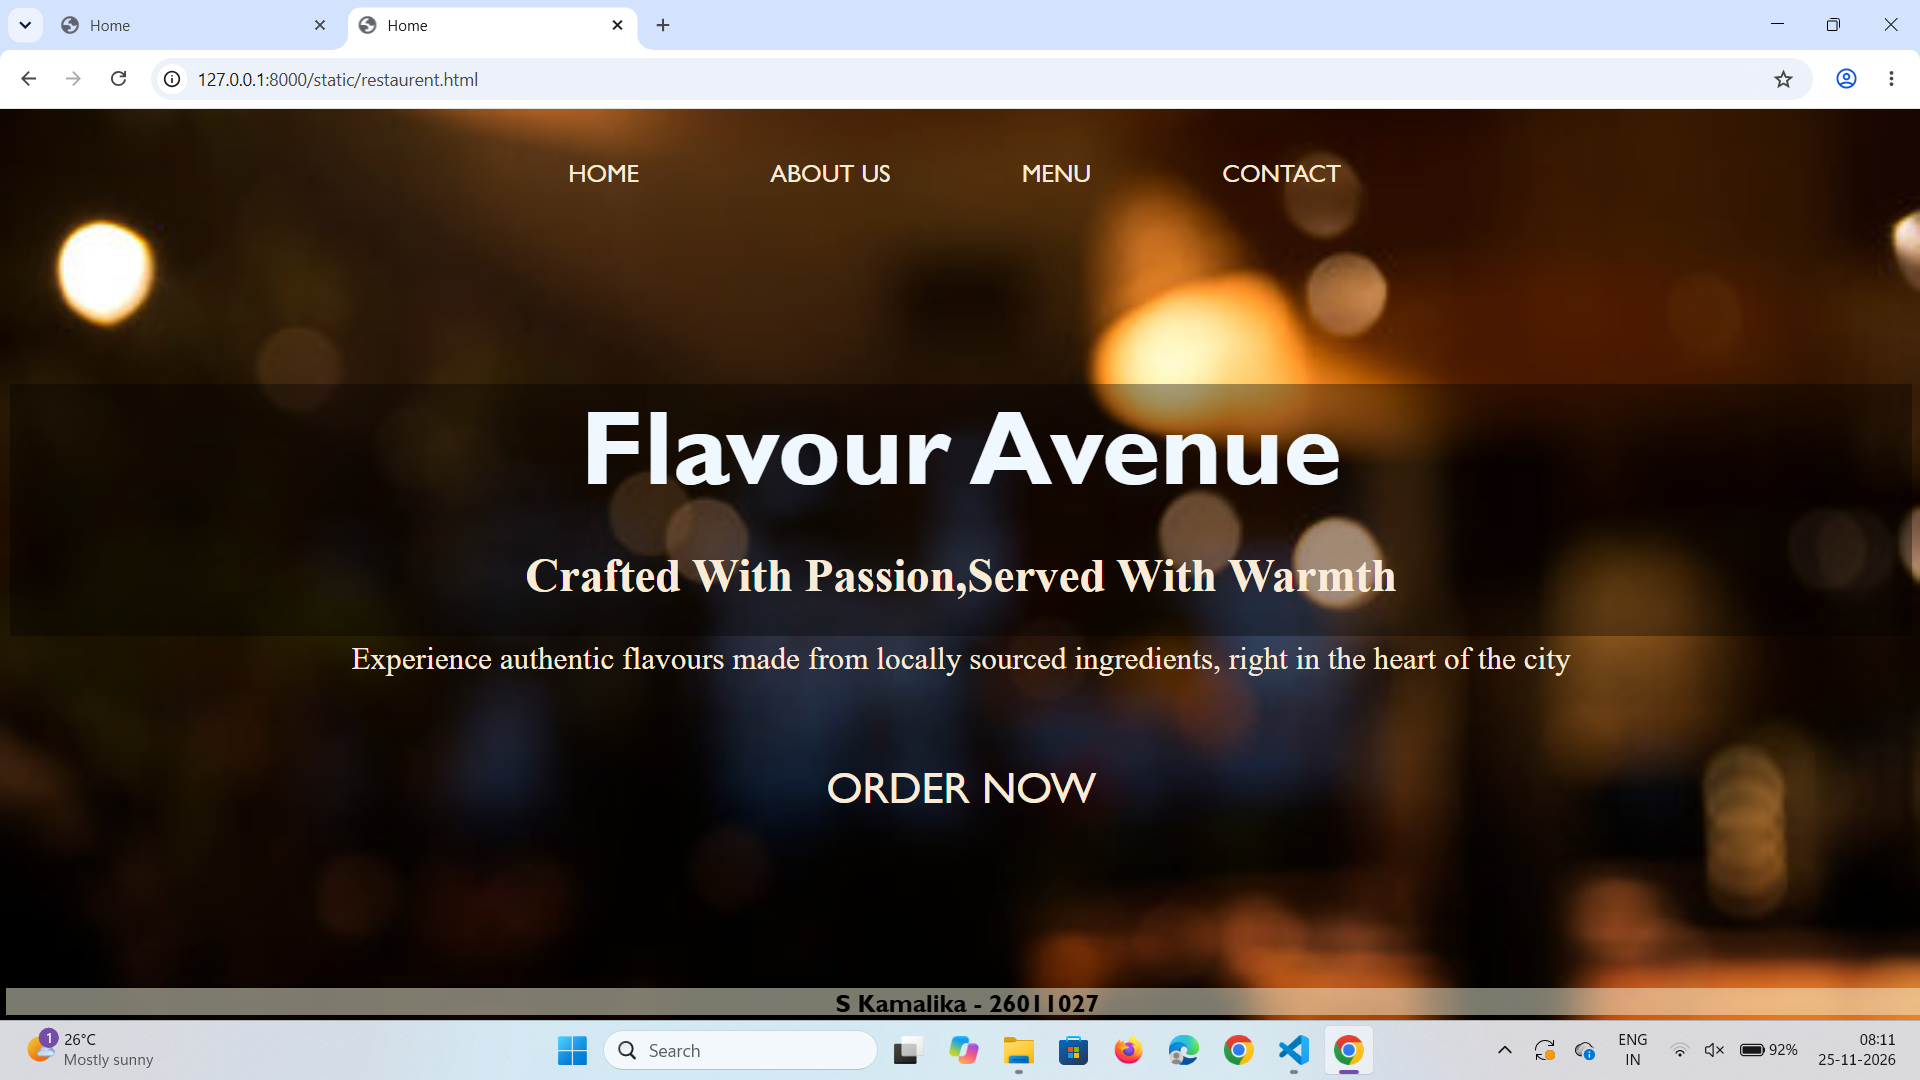 Home
Home
127.0.0.1:8000/static/restaurent.html
HOME ABOUT US MENU CONTACT
Flavour Avenue
Crafted With Passion,Served With Warmth
Experience authentic flavours made from locally sourced ingredients, right in the heart of the city
ORDER NOW
S Kamalika - 26011027
1
26°C
Mostly sunny
Search
ENG
IN
92%
08:11
25-11-2026